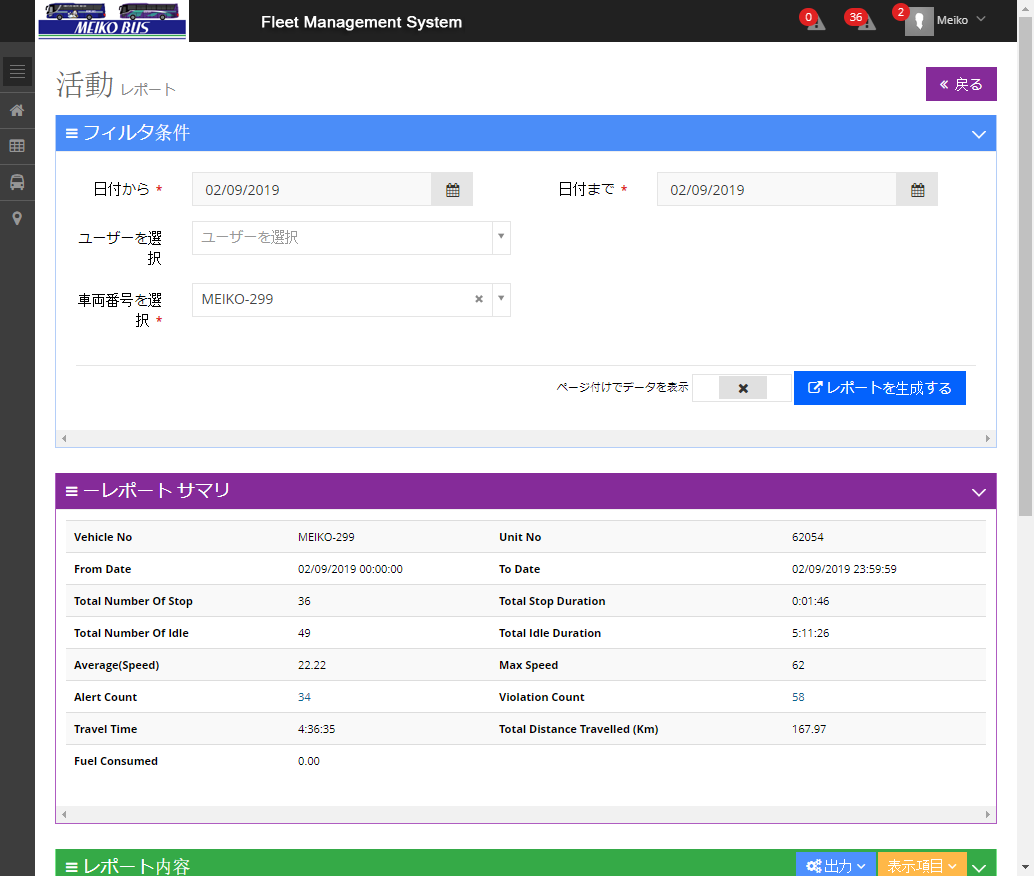 MEIKO BUS
Fleet Management System
0
36
2
Meiko
活動 レポート
« 戻る
フィルタ条件
日付から *
02/09/2019
日付まで *
02/09/2019
ユーザーを選
択
ユーザーを選択
車両番号を選
択 *
MEIKO-299
ページ付けでデータを表示
レポートを生成する
ーレポート サマリ
Vehicle No MEIKO-299 Unit No 62054
From Date 02/09/2019 00:00:00 To Date 02/09/2019 23:59:59
Total Number Of Stop 36 Total Stop Duration 0:01:46
Total Number Of Idle 49 Total Idle Duration 5:11:26
Average(Speed) 22.22 Max Speed 62
Alert Count 34 Violation Count 58
Travel Time 4:36:35 Total Distance Travelled (Km) 167.97
Fuel Consumed 0.00
レポート内容
出力
表示項目